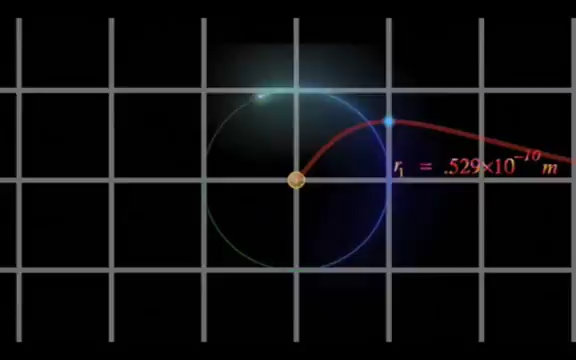 r₁ = .529×10⁻¹⁰ m